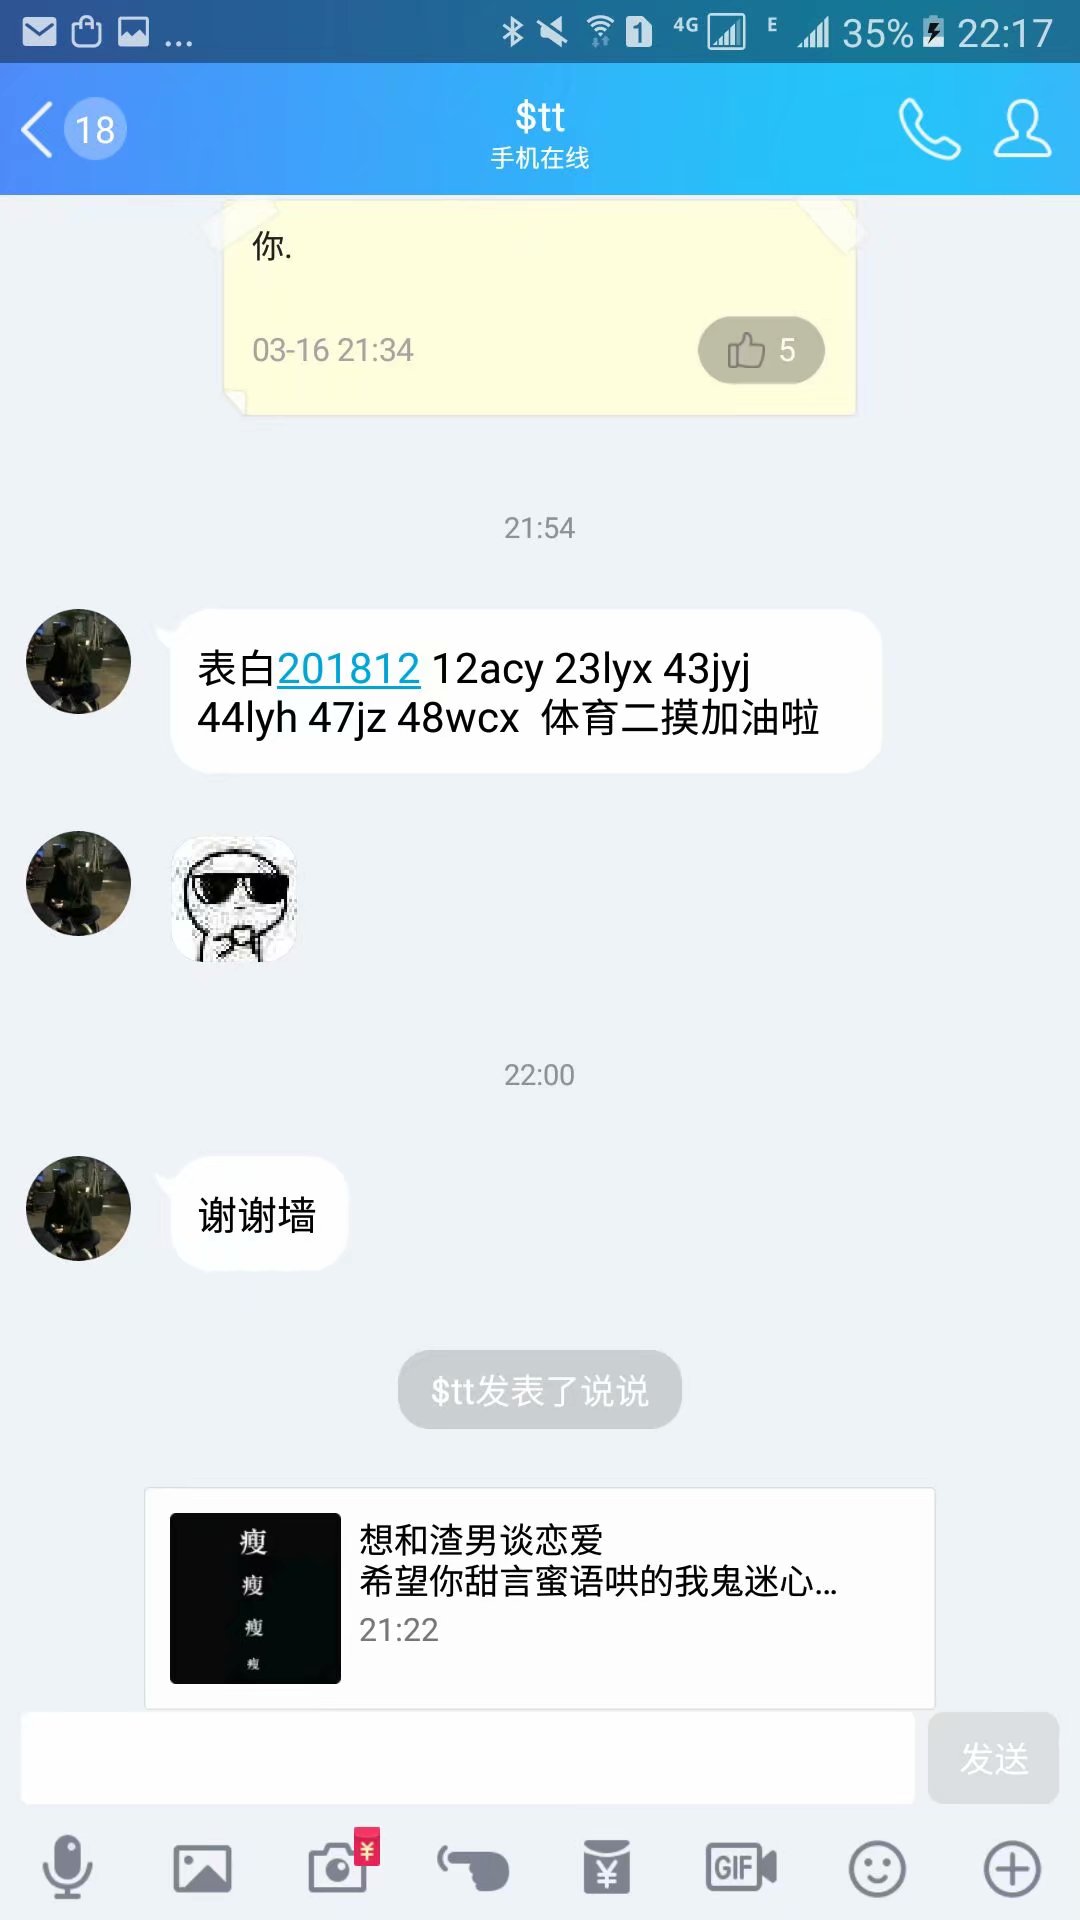 ... 1 4G E 35% 22:17
18
$tt
手机在线
你.
03-16 21:34
5
21:54
表白201812 12acy 23lyx 43jyj
44lyh 47jz 48wcx 体育二摸加油啦
22:00
谢谢墙
$tt发表了说说
瘦
瘦
瘦
瘦
想和渣男谈恋爱
希望你甜言蜜语哄的我鬼迷心...
21:22
发送
¥
¥
GIF